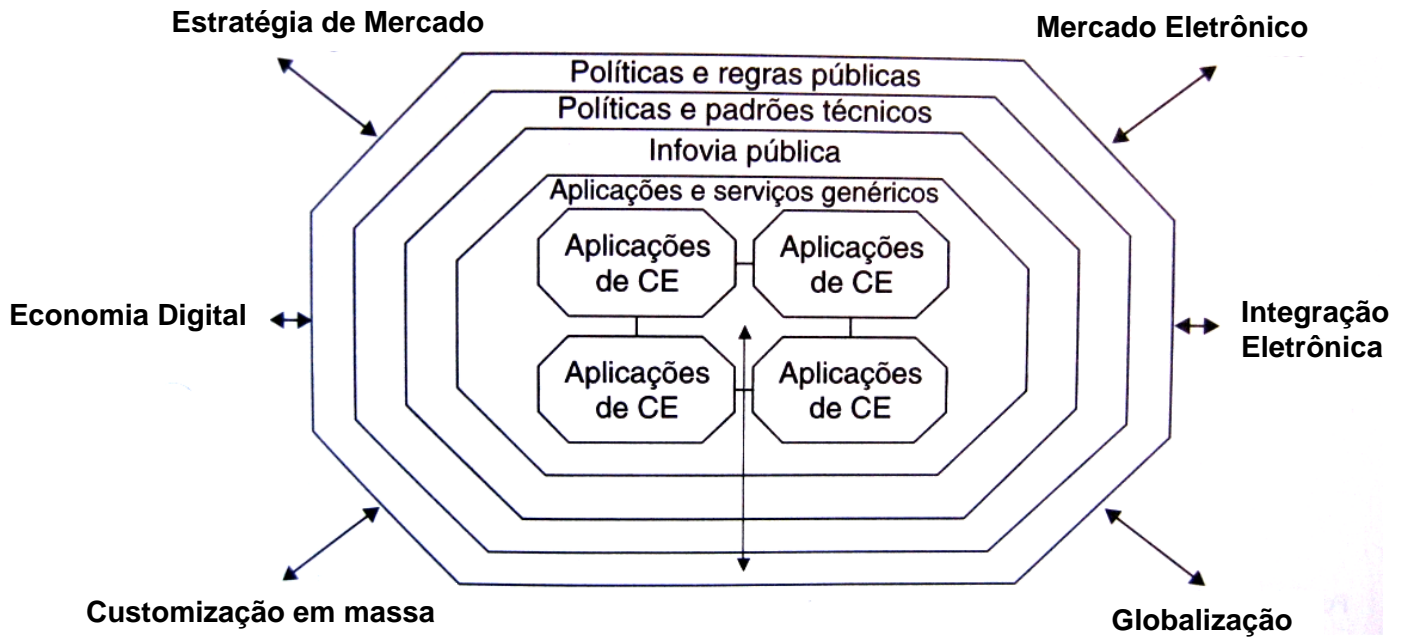 Estratégia de Mercado
Mercado Eletrônico
Políticas e regras públicas
Políticas e padrões técnicos
Infovia pública
Aplicações e serviços genéricos
Aplicações
de CE
Aplicações
de CE
Economia Digital
Integração
Eletrônica
Aplicações
de CE
Aplicações
de CE
Customização em massa
Globalização